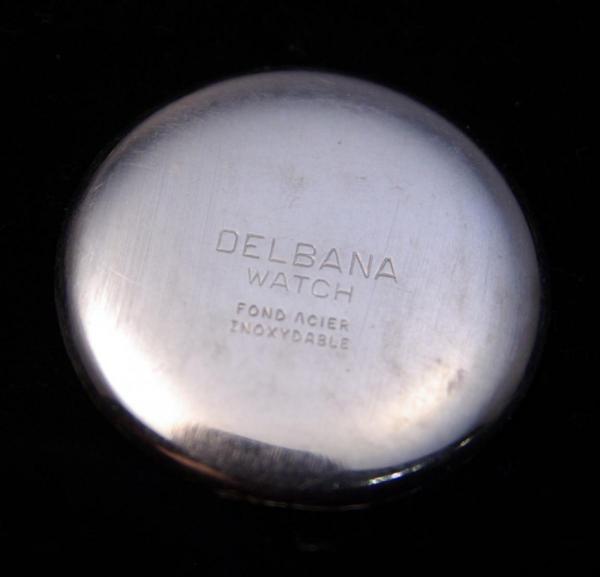 DELBANA
WATCH
FOND ACIER
INOXYDABLE